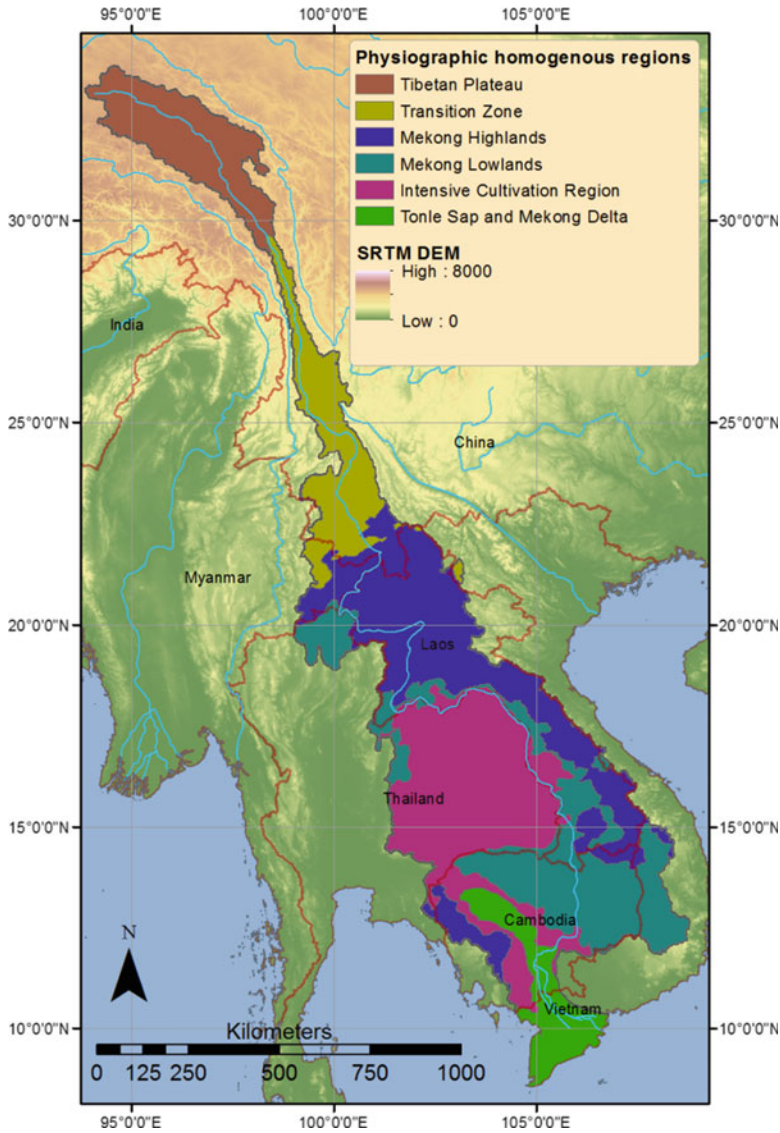 95°0'0"E 100°0'0"E 105°0'0"E
Physiographic homogenous regions
Tibetan Plateau
Transition Zone
Mekong Highlands
Mekong Lowlands
Intensive Cultivation Region
Tonle Sap and Mekong Delta
SRTM DEM
High : 8000
Low : 0
30°0'0"N 30°0'0"N
India
25°0'0"N 25°0'0"N
China
Myanmar
20°0'0"N 20°0'0"N
Laos
Thailand
15°0'0"N 15°0'0"N
Cambodia
N
Vietnam
10°0'0"N 10°0'0"N
Kilometers
0 125 250 500 750 1000
95°0'0"E 100°0'0"E 105°0'0"E